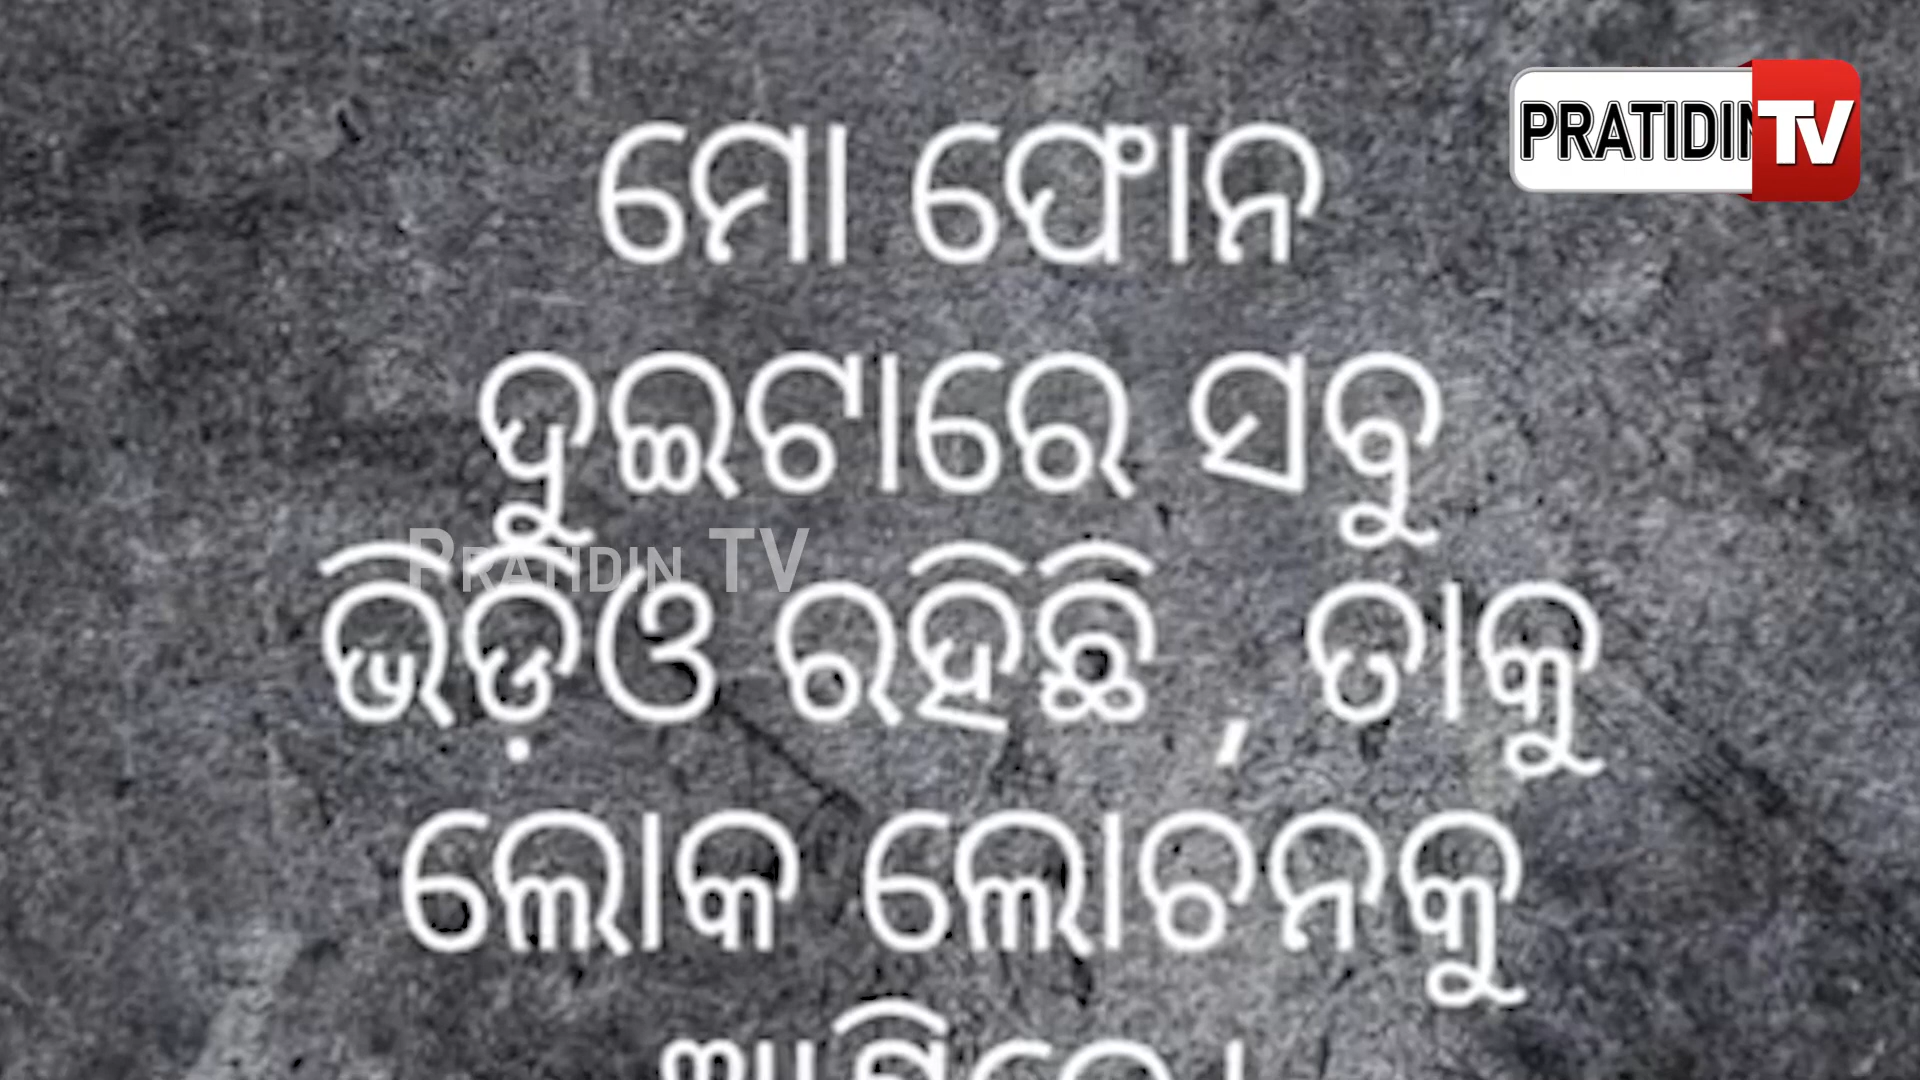 PRATIDIN TV
ମୋ ଫୋନ
ଦୁଇଟାରେ ସବୁ
PRATIDIN TV
ଭିଡ଼ିଓ ରହିଛି , ତାକୁ
ଲୋକ ଲୋଚନକୁ